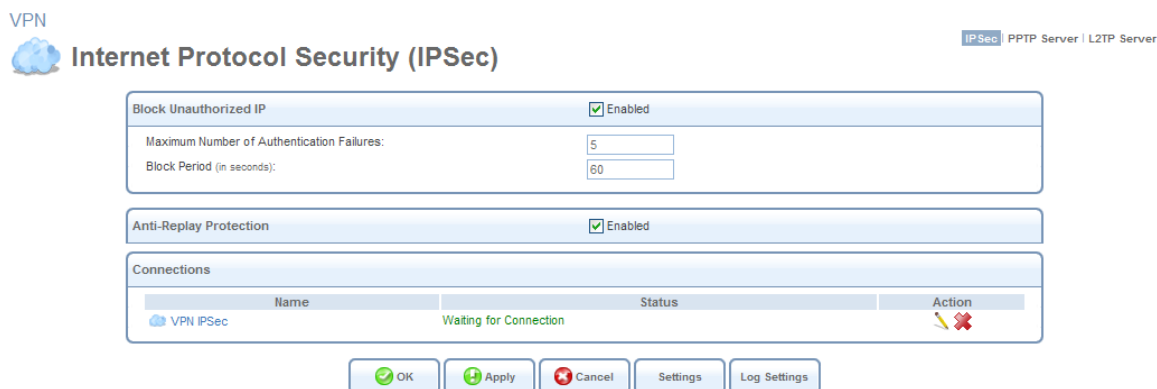 VPN
Internet Protocol Security (IPSec)
IPSec | PPTP Server | L2TP Server
Block Unauthorized IP Enabled
Maximum Number of Authentication Failures: 5
Block Period (in seconds): 60
Anti-Replay Protection Enabled
Connections
Name Status Action
VPN IPSec Waiting for Connection
OK Apply Cancel Settings Log Settings